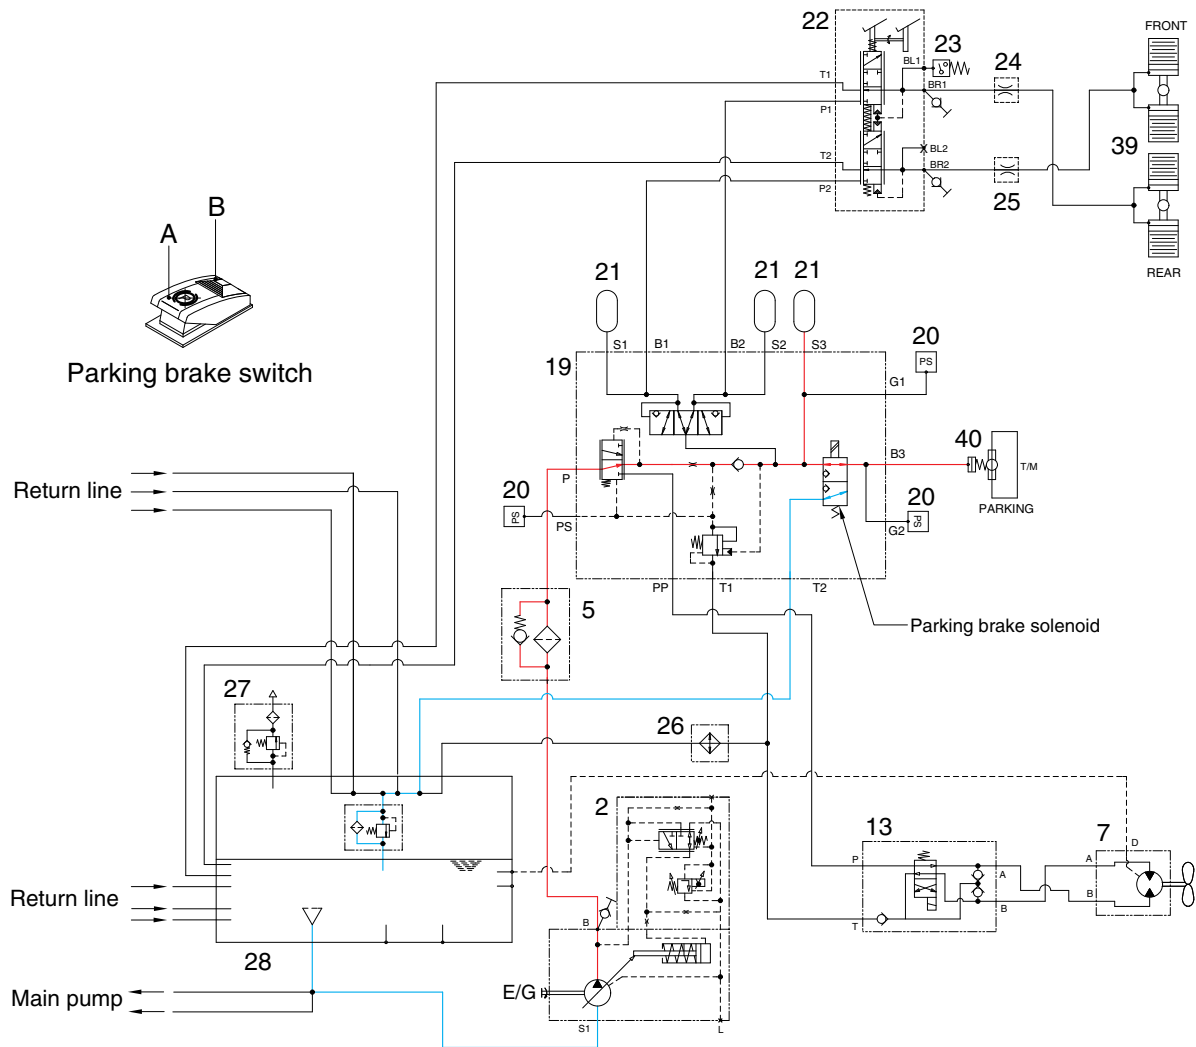 22
FRONT
23
BL1
24
T1
BR1
P1
39
BL2
T2
BR2
P2
25
B
A
REAR
21
21
21
20
PS
S1
B1
B2
S2
S3
19
G1
Parking brake switch
40
B3
T/M
P
Return line
20
20
PARKING
PS
PS
PS
G2
PP
T1
T2
5
Parking brake solenoid
27
26
2
13
7
D
P
A
A
B
B
Return line
B
T
28
E/G
Main pump
S1
L